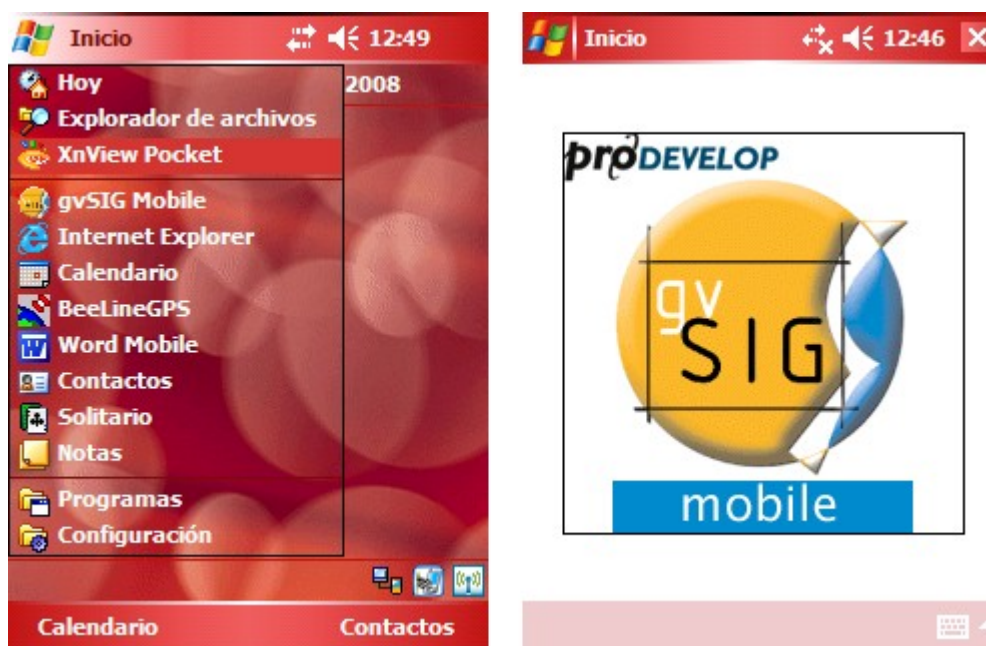 Inicio 12:49
Hoy 2008
Explorador de archivos
XnView Pocket
gvSIG Mobile
Internet Explorer
Calendario
BeeLineGPS
Word Mobile
Contactos
Solitario
Notas
Programas
Configuración
Calendario Contactos
Inicio 12:46
proDEVELOP
gv
SIG
mobile